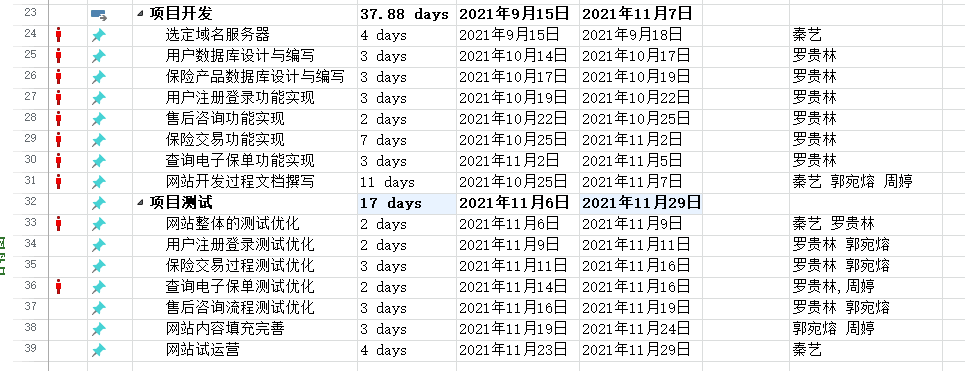 23 项目开发 37.88 days 2021年9月15日 2021年11月7日
24 选定域名服务器 4 days 2021年9月15日 2021年9月18日 秦艺
25 用户数据库设计与编写 3 days 2021年10月14日 2021年10月17日 罗贵林
26 保险产品数据库设计与编写 3 days 2021年10月17日 2021年10月19日 罗贵林
27 用户注册登录功能实现 3 days 2021年10月19日 2021年10月22日 罗贵林
28 售后咨询功能实现 2 days 2021年10月22日 2021年10月25日 罗贵林
29 保险交易功能实现 7 days 2021年10月25日 2021年11月2日 罗贵林
30 查询电子保单功能实现 3 days 2021年11月2日 2021年11月5日 罗贵林
31 网站开发过程文档撰写 11 days 2021年10月25日 2021年11月7日 秦艺 郭宛熔 周婷
32 项目测试 17 days 2021年11月6日 2021年11月29日
33 网站整体的测试优化 2 days 2021年11月6日 2021年11月9日 秦艺 罗贵林
34 用户注册登录测试优化 2 days 2021年11月9日 2021年11月11日 罗贵林 郭宛熔
35 保险交易过程测试优化 3 days 2021年11月11日 2021年11月16日 罗贵林 郭宛熔
36 查询电子保单测试优化 2 days 2021年11月14日 2021年11月16日 罗贵林,周婷
37 售后咨询流程测试优化 3 days 2021年11月16日 2021年11月19日 罗贵林 郭宛熔
38 网站内容填充完善 3 days 2021年11月19日 2021年11月24日 郭宛熔 周婷
39 网站试运营 4 days 2021年11月23日 2021年11月29日 秦艺